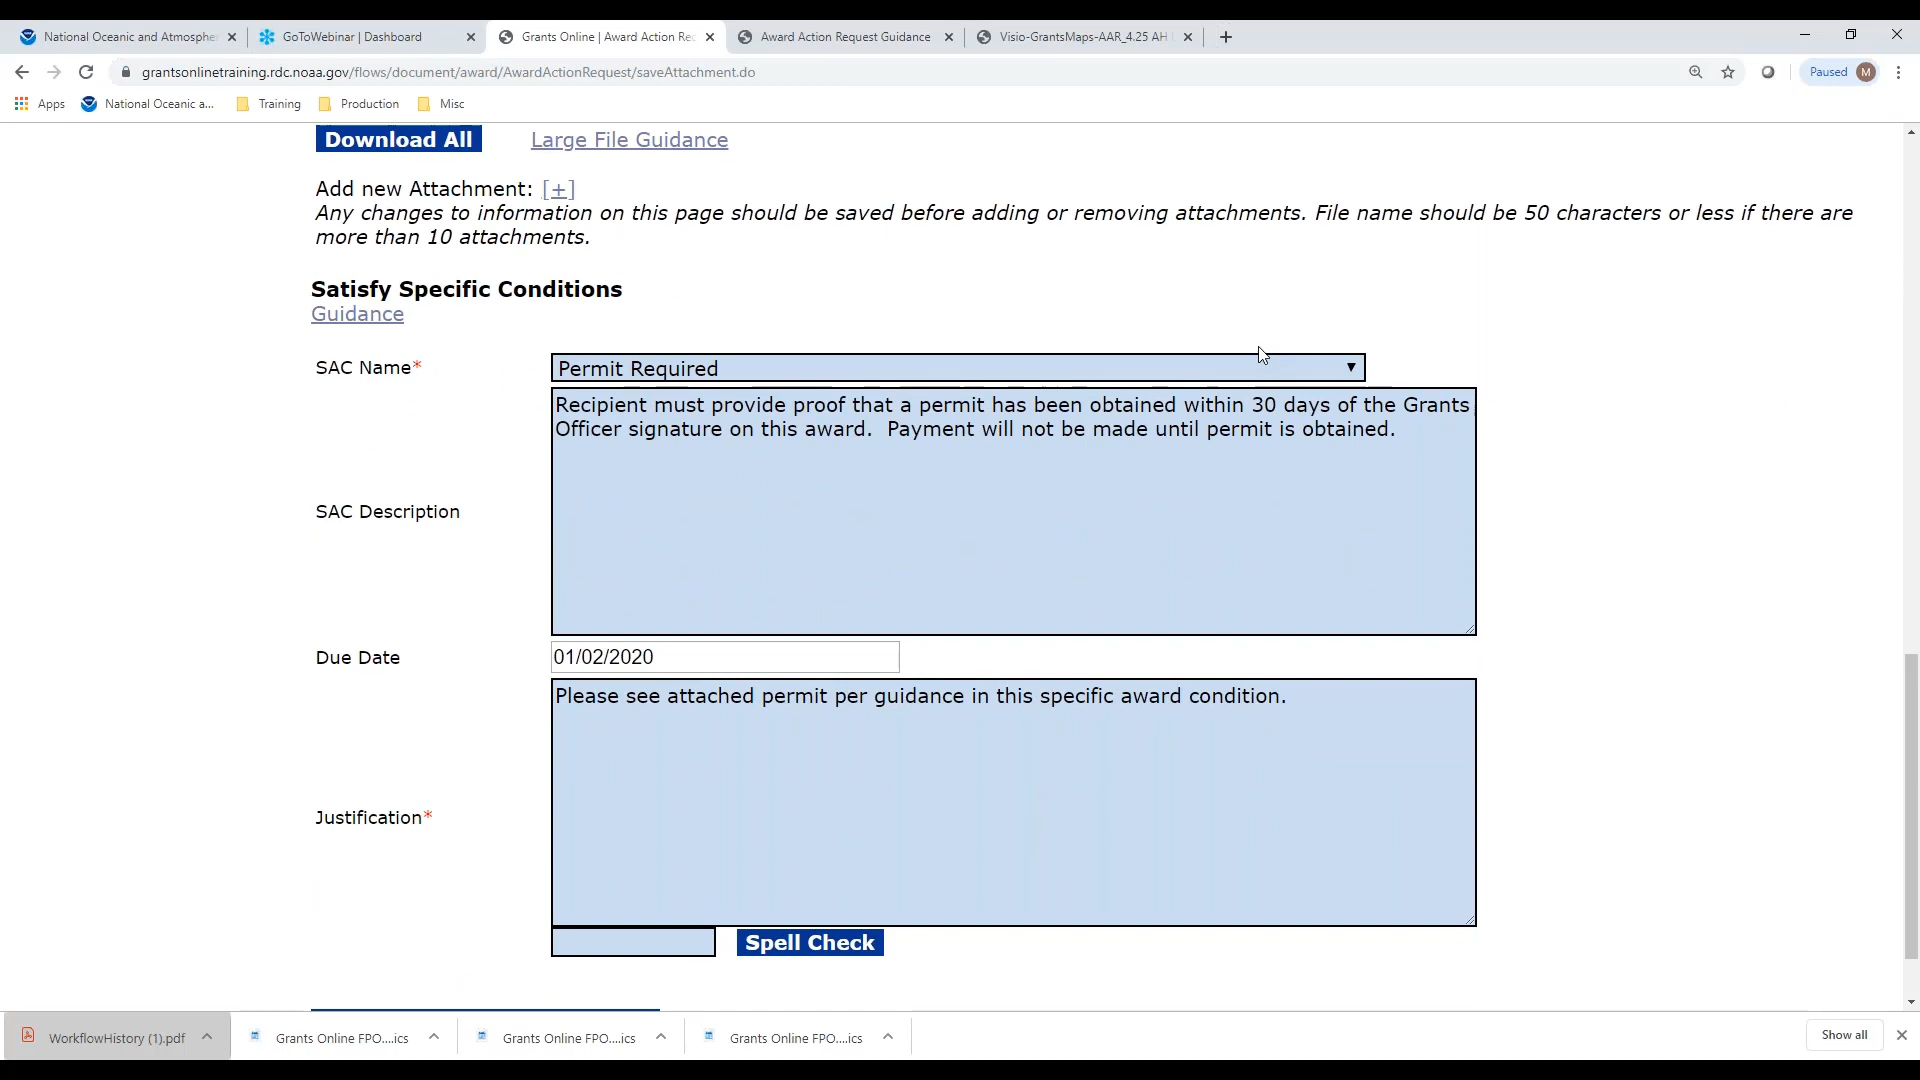 National Oceanic and Atmosphe
GoToWebinar | Dashboard
Grants Online | Award Action Rec
Award Action Request Guidance
Visio-GrantsMaps-AAR_4.25 AH
grantsonlinetraining.rdc.noaa.gov/flows/document/award/AwardActionRequest/saveAttachment.do
Paused M
Apps
National Oceanic a...
Training
Production
Misc
Download All
Large File Guidance
Add new Attachment: [+]
Any changes to information on this page should be saved before adding or removing attachments. File name should be 50 characters or less if there are
more than 10 attachments.
Satisfy Specific Conditions
Guidance
SAC Name*
Permit Required
Recipient must provide proof that a permit has been obtained within 30 days of the Grants
Officer signature on this award.  Payment will not be made until permit is obtained.
SAC Description
Due Date
01/02/2020
Please see attached permit per guidance in this specific award condition.
Justification*
Spell Check
WorkflowHistory (1).pdf
Grants Online FPO....ics
Grants Online FPO....ics
Grants Online FPO....ics
Show all